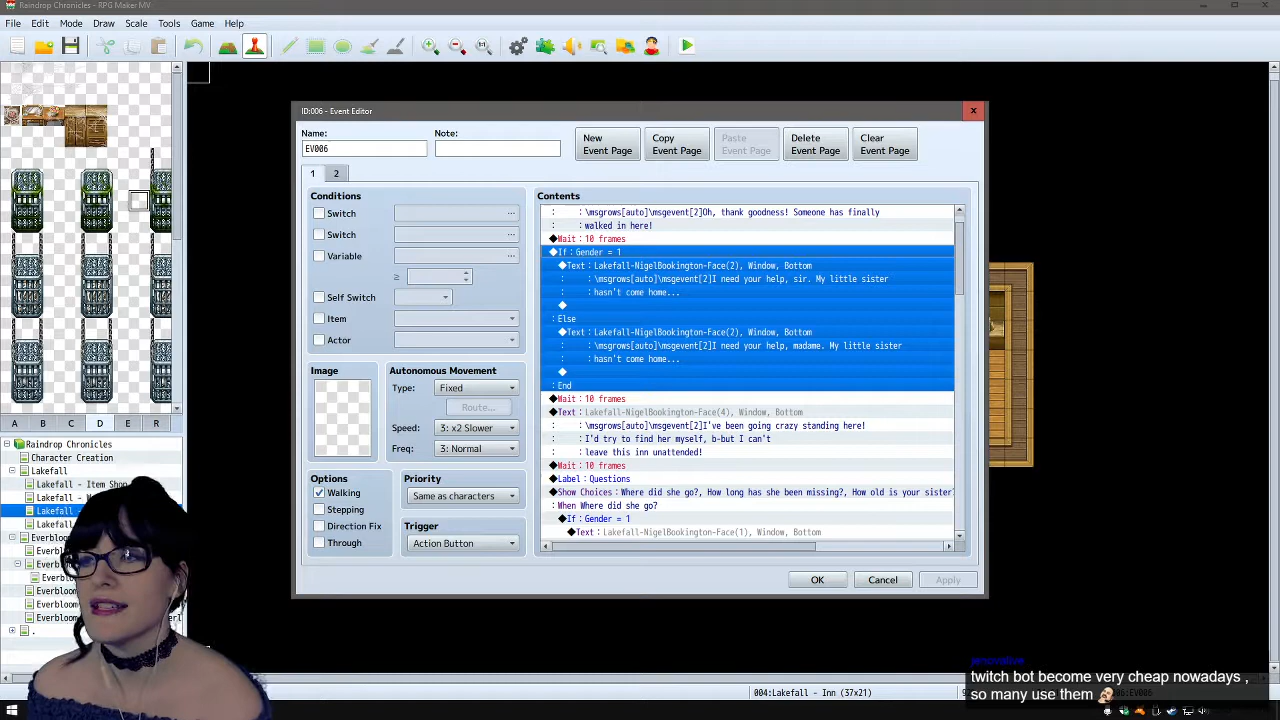 Raindrop Chronicles - RPG Maker MV
File Edit Mode Draw Scale Tools Game Help
ID:006 - Event Editor
Name:
EV006
Note:
New
Event Page
Copy
Event Page
Paste
Event Page
Delete
Event Page
Clear
Event Page
1 2
Conditions
Switch
Switch
Variable
≥
Self Switch
Item
Actor
Image
Autonomous Movement
Type: Fixed
Route...
Speed: 3: x2 Slower
Freq: 3: Normal
Options
Walking
Stepping
Direction Fix
Through
Priority
Same as characters
Trigger
Action Button
Contents
: :\msgrows[auto]\msgevent[2]Oh, thank goodness! Someone has finally
: :walked in here!
◆Wait:10 frames
◆If:Gender = 1
◆Text:Lakefall-NigelBookington-Face(2), Window, Bottom
: :\msgrows[auto]\msgevent[2]I need your help, sir. My little sister
: :hasn't come home...
◆
:Else
◆Text:Lakefall-NigelBookington-Face(2), Window, Bottom
: :\msgrows[auto]\msgevent[2]I need your help, madame. My little sister
: :hasn't come home...
◆
:End
◆Wait:10 frames
◆Text:Lakefall-NigelBookington-Face(4), Window, Bottom
: :\msgrows[auto]\msgevent[2]I've been going crazy standing here!
: :I'd try to find her myself, b-but I can't
: :leave this inn unattended!
◆Wait:10 frames
◆Label:Questions
◆Show Choices:Where did she go?, How long has she been missing?, How old is your sister?
:When Where did she go?
◆If:Gender = 1
◆Text:Lakefall-NigelBookington-Face(1), Window, Bottom
OK Cancel Apply
A B C D E R
Raindrop Chronicles
Character Creation
Lakefall
Lakefall - Item Shop
Lakefall - W
Lakefall -
Lakefall -
Everbloom
Everbl
Everbl
Everbl
Everbloo
Everbloo
Everbloo
.
004:Lakefall - Inn (37x21)
:EV006
jenovalive
twitch bot become very cheap nowadays ,
so many use them